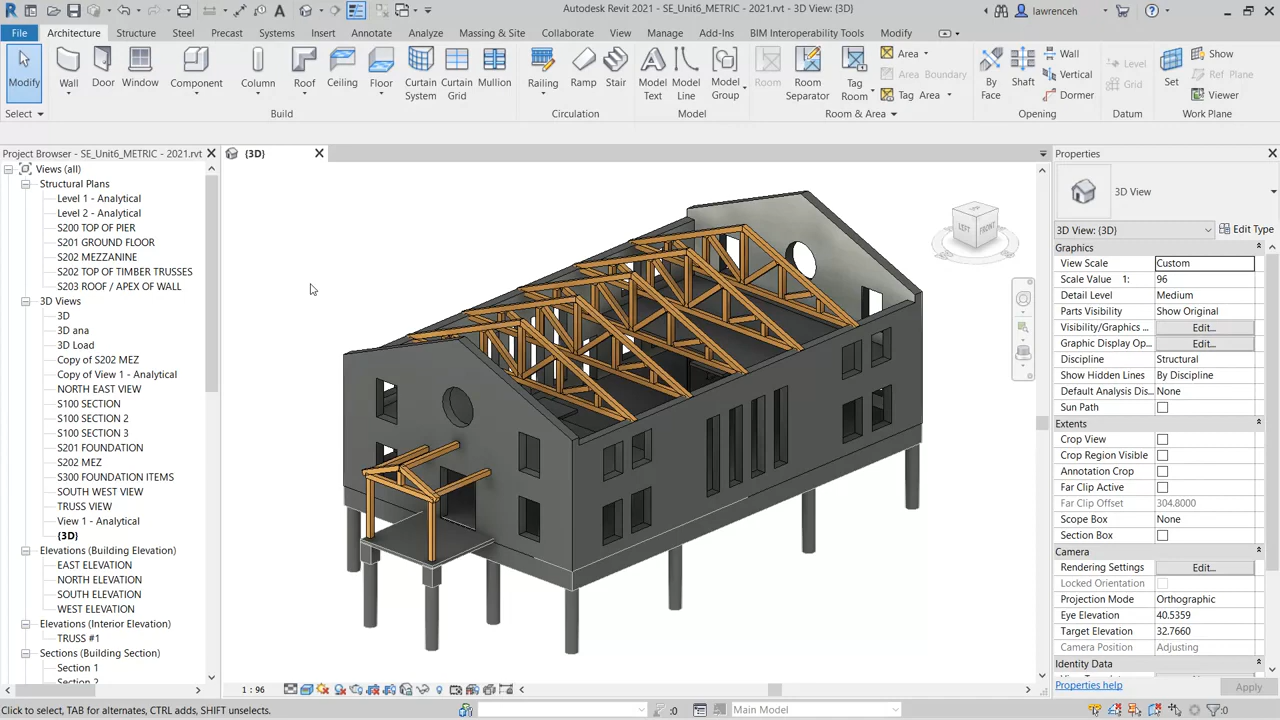 Autodesk Revit 2021 - SE_Unit6_METRIC - 2021.rvt - 3D View: {3D}
lawrenceh
File
Architecture
Structure
Steel
Precast
Systems
Insert
Annotate
Analyze
Massing & Site
Collaborate
View
Manage
Add-Ins
BIM Interoperability Tools
Modify
Modify
Wall
Door
Window
Component
Column
Roof
Ceiling
Floor
Curtain System
Curtain Grid
Mullion
Railing
Ramp
Stair
Model Text
Model Line
Model Group
Room
Room Separator
Tag Room
Area
Area Boundary
Tag Area
By Face
Shaft
Wall
Vertical
Dormer
Level
Grid
Set
Show
Ref Plane
Viewer
Select
Build
Circulation
Model
Room & Area
Opening
Datum
Work Plane
Project Browser - SE_Unit6_METRIC - 2021.rvt
Views (all)
Structural Plans
Level 1 - Analytical
Level 2 - Analytical
S200 TOP OF PIER
S201 GROUND FLOOR
S202 MEZZANINE
S202 TOP OF TIMBER TRUSSES
S203 ROOF / APEX OF WALL
3D Views
3D
3D ana
3D Load
Copy of S202 MEZ
Copy of View 1 - Analytical
NORTH EAST VIEW
S100 SECTION
S100 SECTION 2
S100 SECTION 3
S201 FOUNDATION
S202 MEZ
S300 FOUNDATION ITEMS
SOUTH WEST VIEW
TRUSS VIEW
View 1 - Analytical
{3D}
Elevations (Building Elevation)
EAST ELEVATION
NORTH ELEVATION
SOUTH ELEVATION
WEST ELEVATION
Elevations (Interior Elevation)
TRUSS #1
Sections (Building Section)
Section 1
Section 2
{3D}
LEFT
FRONT
1 : 96
Properties
3D View
3D View: {3D}
Edit Type
Graphics
View Scale Custom
Scale Value 1: 96
Detail Level Medium
Parts Visibility Show Original
Visibility/Graphics ... Edit...
Graphic Display Op... Edit...
Discipline Structural
Show Hidden Lines By Discipline
Default Analysis Dis... None
Sun Path
Extents
Crop View
Crop Region Visible
Annotation Crop
Far Clip Active
Far Clip Offset 304.8000
Scope Box None
Section Box
Camera
Rendering Settings Edit...
Locked Orientation
Projection Mode Orthographic
Eye Elevation 40.5359
Target Elevation 32.7660
Camera Position Adjusting
Identity Data
Properties help
Apply
Click to select, TAB for alternates, CTRL adds, SHIFT unselects.
:0
Main Model
:0